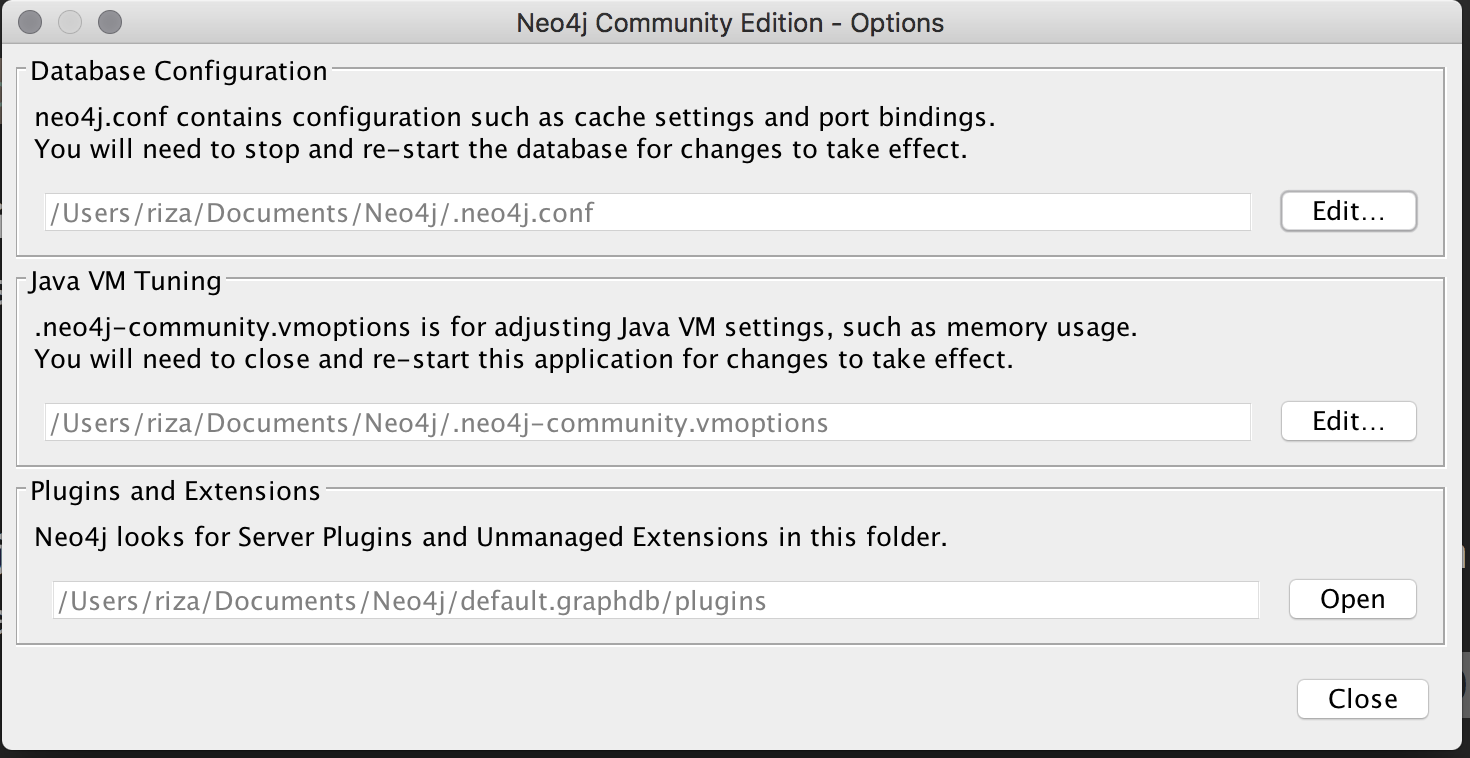 Neo4j Community Edition - Options
Database Configuration
neo4j.conf contains configuration such as cache settings and port bindings.
You will need to stop and re-start the database for changes to take effect.
/Users/riza/Documents/Neo4j/.neo4j.conf
Edit...
Java VM Tuning
.neo4j-community.vmoptions is for adjusting Java VM settings, such as memory usage.
You will need to close and re-start this application for changes to take effect.
/Users/riza/Documents/Neo4j/.neo4j-community.vmoptions
Edit...
Plugins and Extensions
Neo4j looks for Server Plugins and Unmanaged Extensions in this folder.
/Users/riza/Documents/Neo4j/default.graphdb/plugins
Open
Close